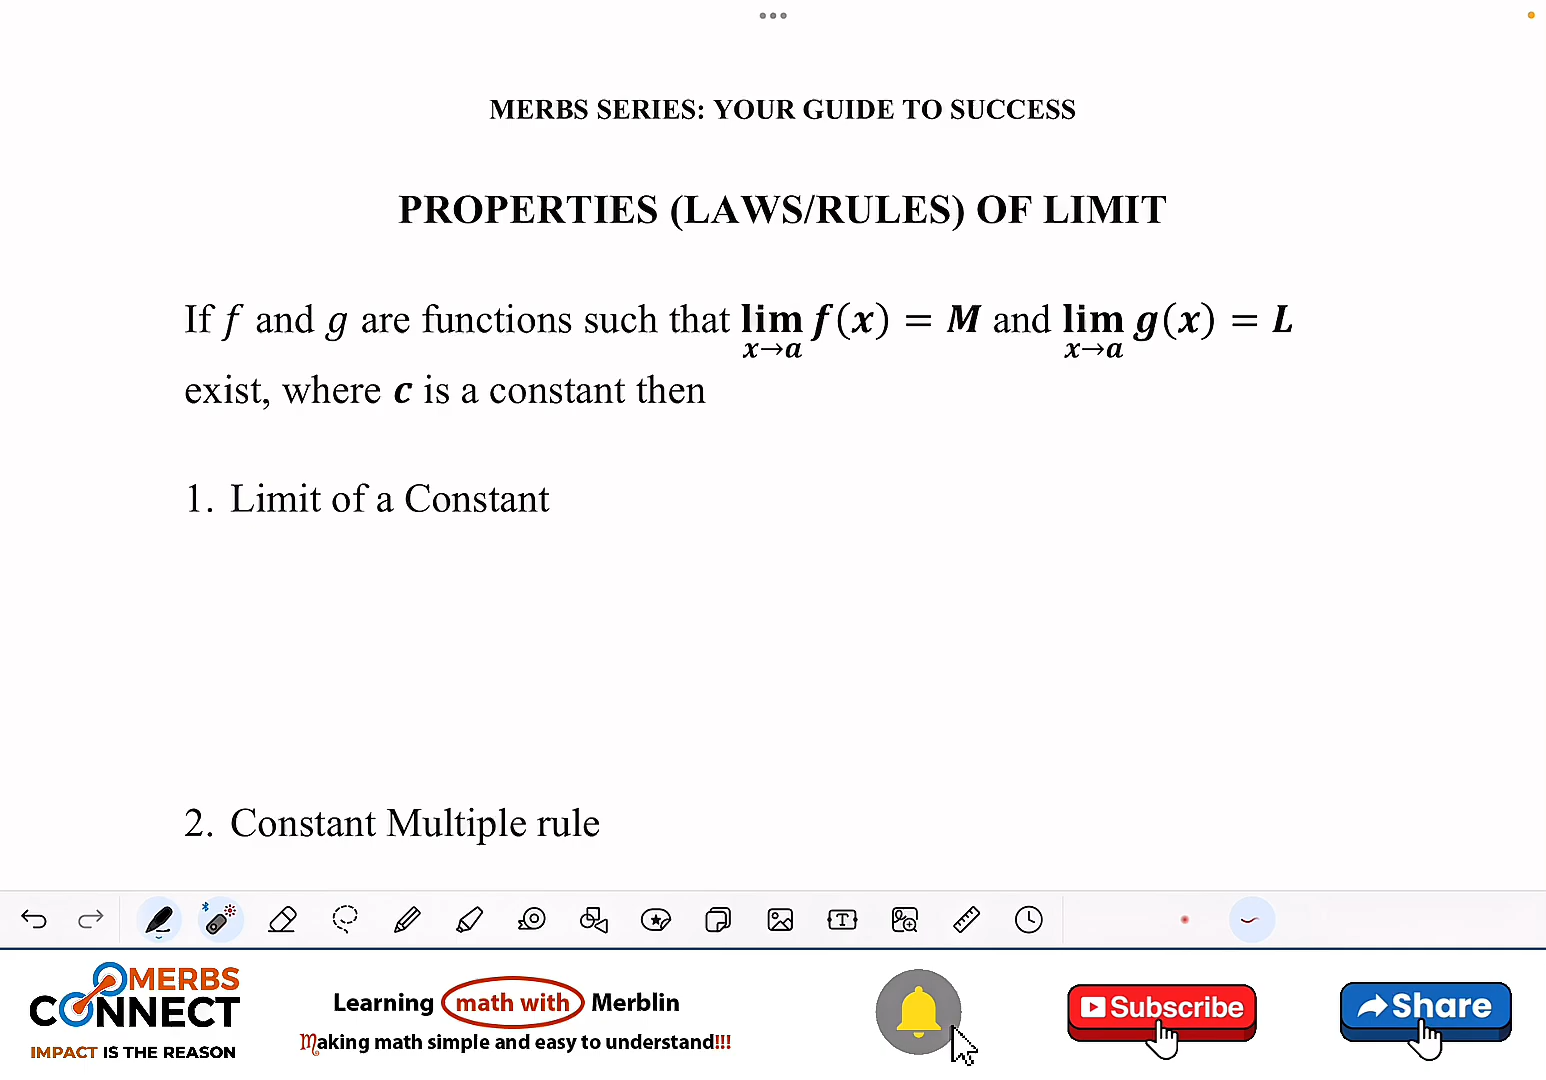 MERBS SERIES: YOUR GUIDE TO SUCCESS
PROPERTIES (LAWS/RULES) OF LIMIT
If f and g are functions such that lim x→a f(x) = M and lim x→a g(x) = L
exist, where c is a constant then
1. Limit of a Constant
2. Constant Multiple rule
MERBS
CONNECT
IMPACT IS THE REASON
Learning math with Merblin
Making math simple and easy to understand!!!
Subscribe
Share